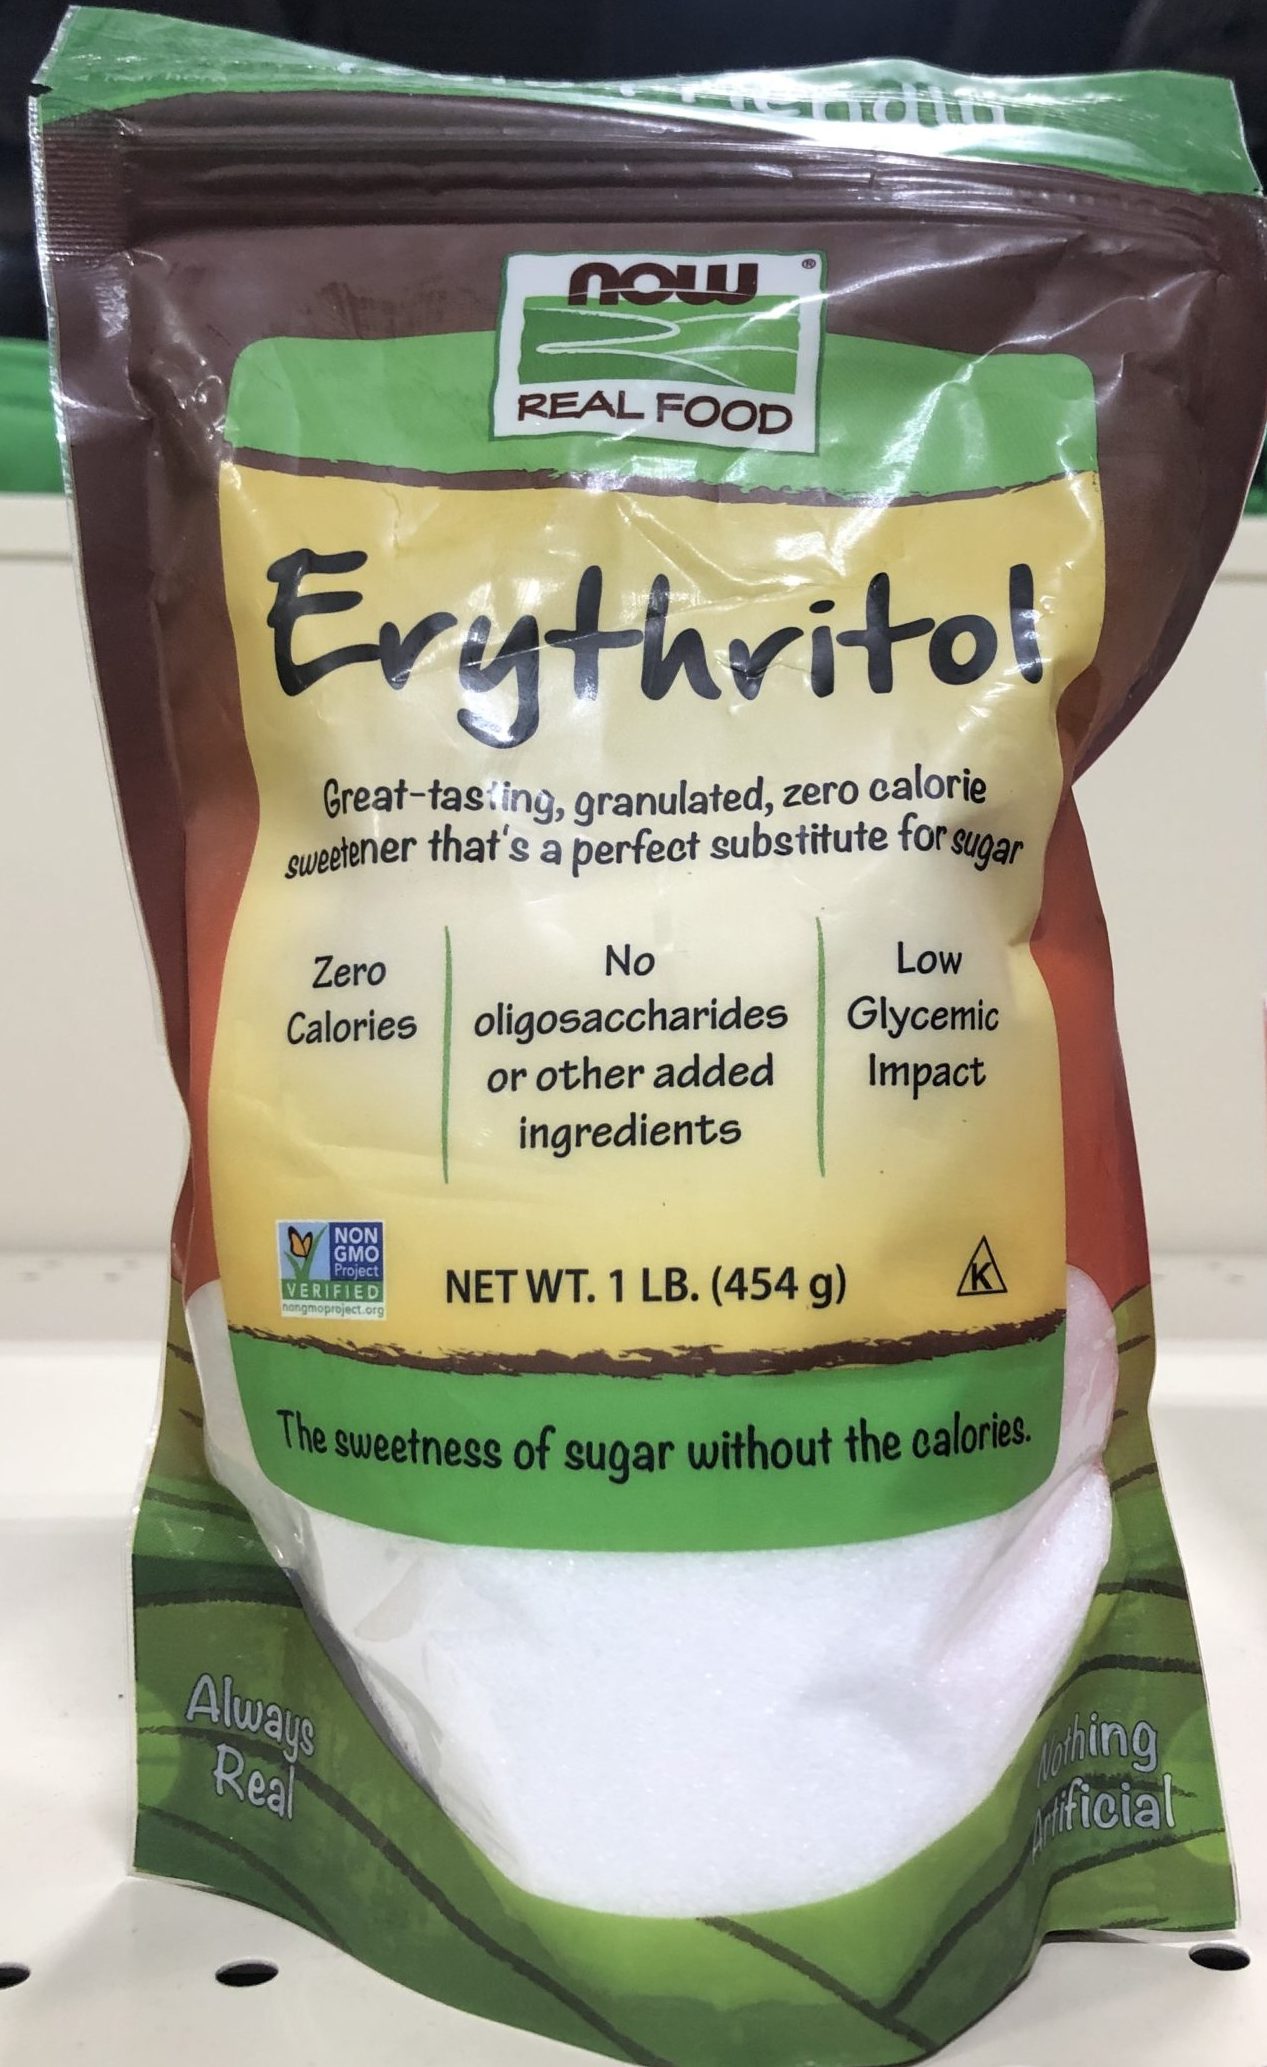 now ®
REAL FOOD
Erythritol
Great-tasting, granulated, zero calorie
sweetener that's a perfect substitute for sugar
Zero
Calories
No
oligosaccharides
or other added
ingredients
Low
Glycemic
Impact
NON
GMO
Project
VERIFIED
nongmoproject.org
NET WT. 1 LB. (454 g)
K
The sweetness of sugar without the calories.
Always
Real
Nothing
Artificial